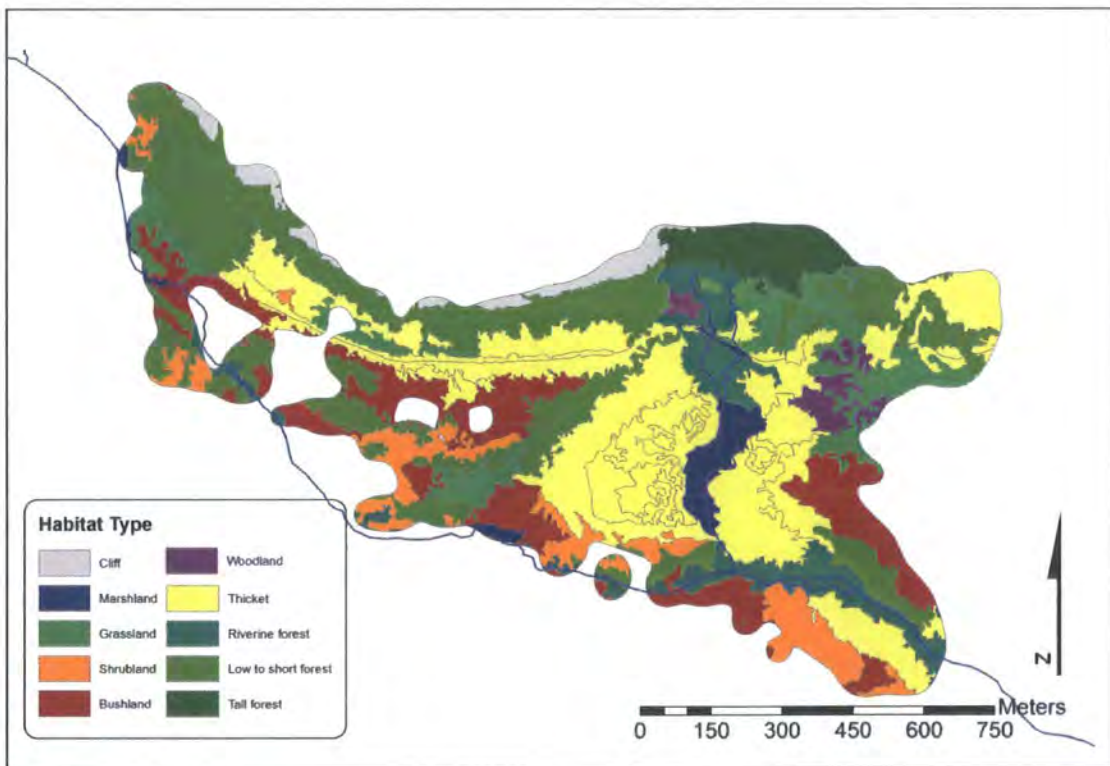 Habitat Type
Cliff
Marshland
Grassland
Shrubland
Bushland
Woodland
Thicket
Riverine forest
Low to short forest
Tall forest
N
Meters
0 150 300 450 600 750